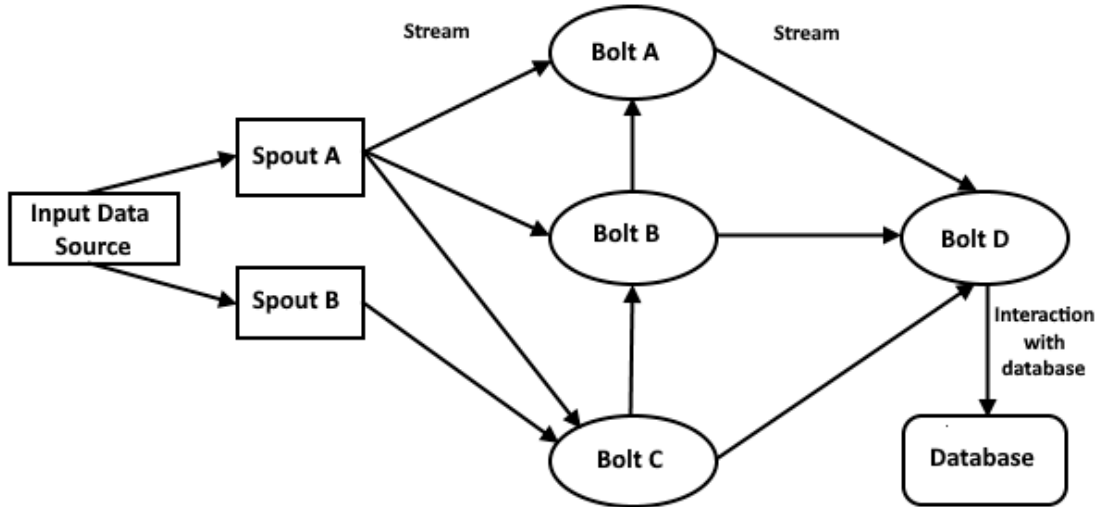 Stream
Bolt A
Stream
Spout A
Input Data
Source
Bolt B
Bolt D
Spout B
Interaction
with
database
Bolt C
Database